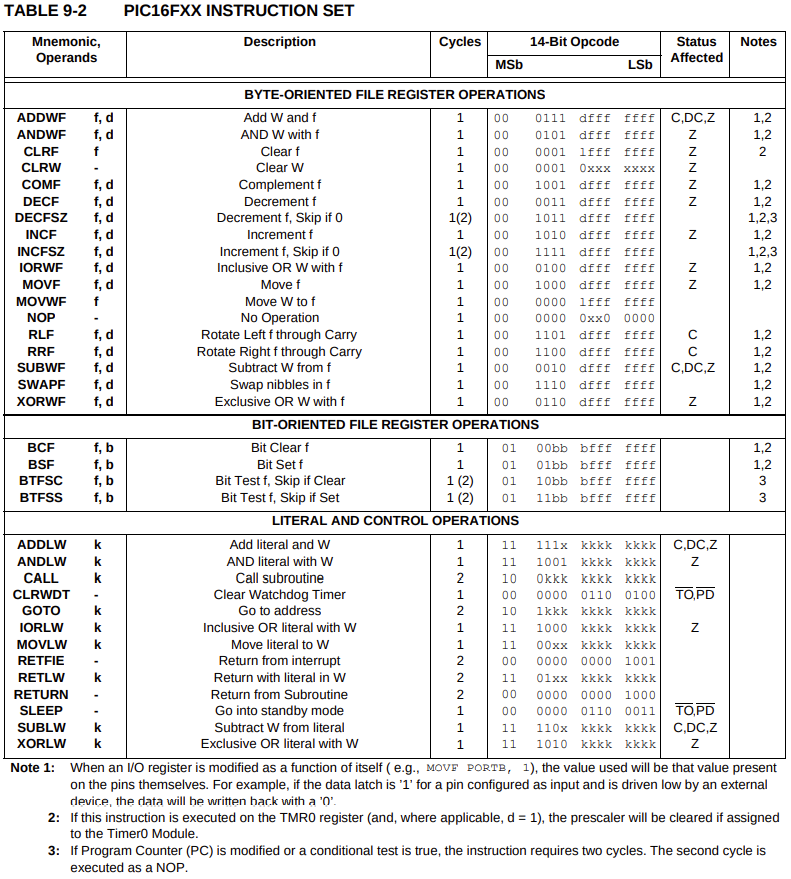 TABLE 9-2 PIC16FXX INSTRUCTION SET
Mnemonic, Operands Description Cycles 14-Bit Opcode Status Affected Notes
MSb LSb
BYTE-ORIENTED FILE REGISTER OPERATIONS
ADDWF f, d Add W and f 1 00 0111 dfff ffff C,DC,Z 1,2
ANDWF f, d AND W with f 1 00 0101 dfff ffff Z 1,2
CLRF f Clear f 1 00 0001 lfff ffff Z 2
CLRW - Clear W 1 00 0001 0xxx xxxx Z
COMF f, d Complement f 1 00 1001 dfff ffff Z 1,2
DECF f, d Decrement f 1 00 0011 dfff ffff Z 1,2
DECFSZ f, d Decrement f, Skip if 0 1(2) 00 1011 dfff ffff 1,2,3
INCF f, d Increment f 1 00 1010 dfff ffff Z 1,2
INCFSZ f, d Increment f, Skip if 0 1(2) 00 1111 dfff ffff 1,2,3
IORWF f, d Inclusive OR W with f 1 00 0100 dfff ffff Z 1,2
MOVF f, d Move f 1 00 1000 dfff ffff Z 1,2
MOVWF f Move W to f 1 00 0000 lfff ffff
NOP - No Operation 1 00 0000 0xx0 0000
RLF f, d Rotate Left f through Carry 1 00 1101 dfff ffff C 1,2
RRF f, d Rotate Right f through Carry 1 00 1100 dfff ffff C 1,2
SUBWF f, d Subtract W from f 1 00 0010 dfff ffff C,DC,Z 1,2
SWAPF f, d Swap nibbles in f 1 00 1110 dfff ffff 1,2
XORWF f, d Exclusive OR W with f 1 00 0110 dfff ffff Z 1,2
BIT-ORIENTED FILE REGISTER OPERATIONS
BCF f, b Bit Clear f 1 01 00bb bfff ffff 1,2
BSF f, b Bit Set f 1 01 01bb bfff ffff 1,2
BTFSC f, b Bit Test f, Skip if Clear 1 (2) 01 10bb bfff ffff 3
BTFSS f, b Bit Test f, Skip if Set 1 (2) 01 11bb bfff ffff 3
LITERAL AND CONTROL OPERATIONS
ADDLW k Add literal and W 1 11 111x kkkk kkkk C,DC,Z
ANDLW k AND literal with W 1 11 1001 kkkk kkkk Z
CALL k Call subroutine 2 10 0kkk kkkk kkkk
CLRWDT - Clear Watchdog Timer 1 00 0000 0110 0100 TO,PD
GOTO k Go to address 2 10 1kkk kkkk kkkk
IORLW k Inclusive OR literal with W 1 11 1000 kkkk kkkk Z
MOVLW k Move literal to W 1 11 00xx kkkk kkkk
RETFIE - Return from interrupt 2 00 0000 0000 1001
RETLW k Return with literal in W 2 11 01xx kkkk kkkk
RETURN - Return from Subroutine 2 00 0000 0000 1000
SLEEP - Go into standby mode 1 00 0000 0110 0011 TO,PD
SUBLW k Subtract W from literal 1 11 110x kkkk kkkk C,DC,Z
XORLW k Exclusive OR literal with W 1 11 1010 kkkk kkkk Z
Note 1: When an I/O register is modified as a function of itself ( e.g., MOVF PORTB, 1), the value used will be that value present
on the pins themselves. For example, if the data latch is '1' for a pin configured as input and is driven low by an external
device, the data will be written back with a '0'.
2: If this instruction is executed on the TMR0 register (and, where applicable, d = 1), the prescaler will be cleared if assigned
to the Timer0 Module.
3: If Program Counter (PC) is modified or a conditional test is true, the instruction requires two cycles. The second cycle is
executed as a NOP.